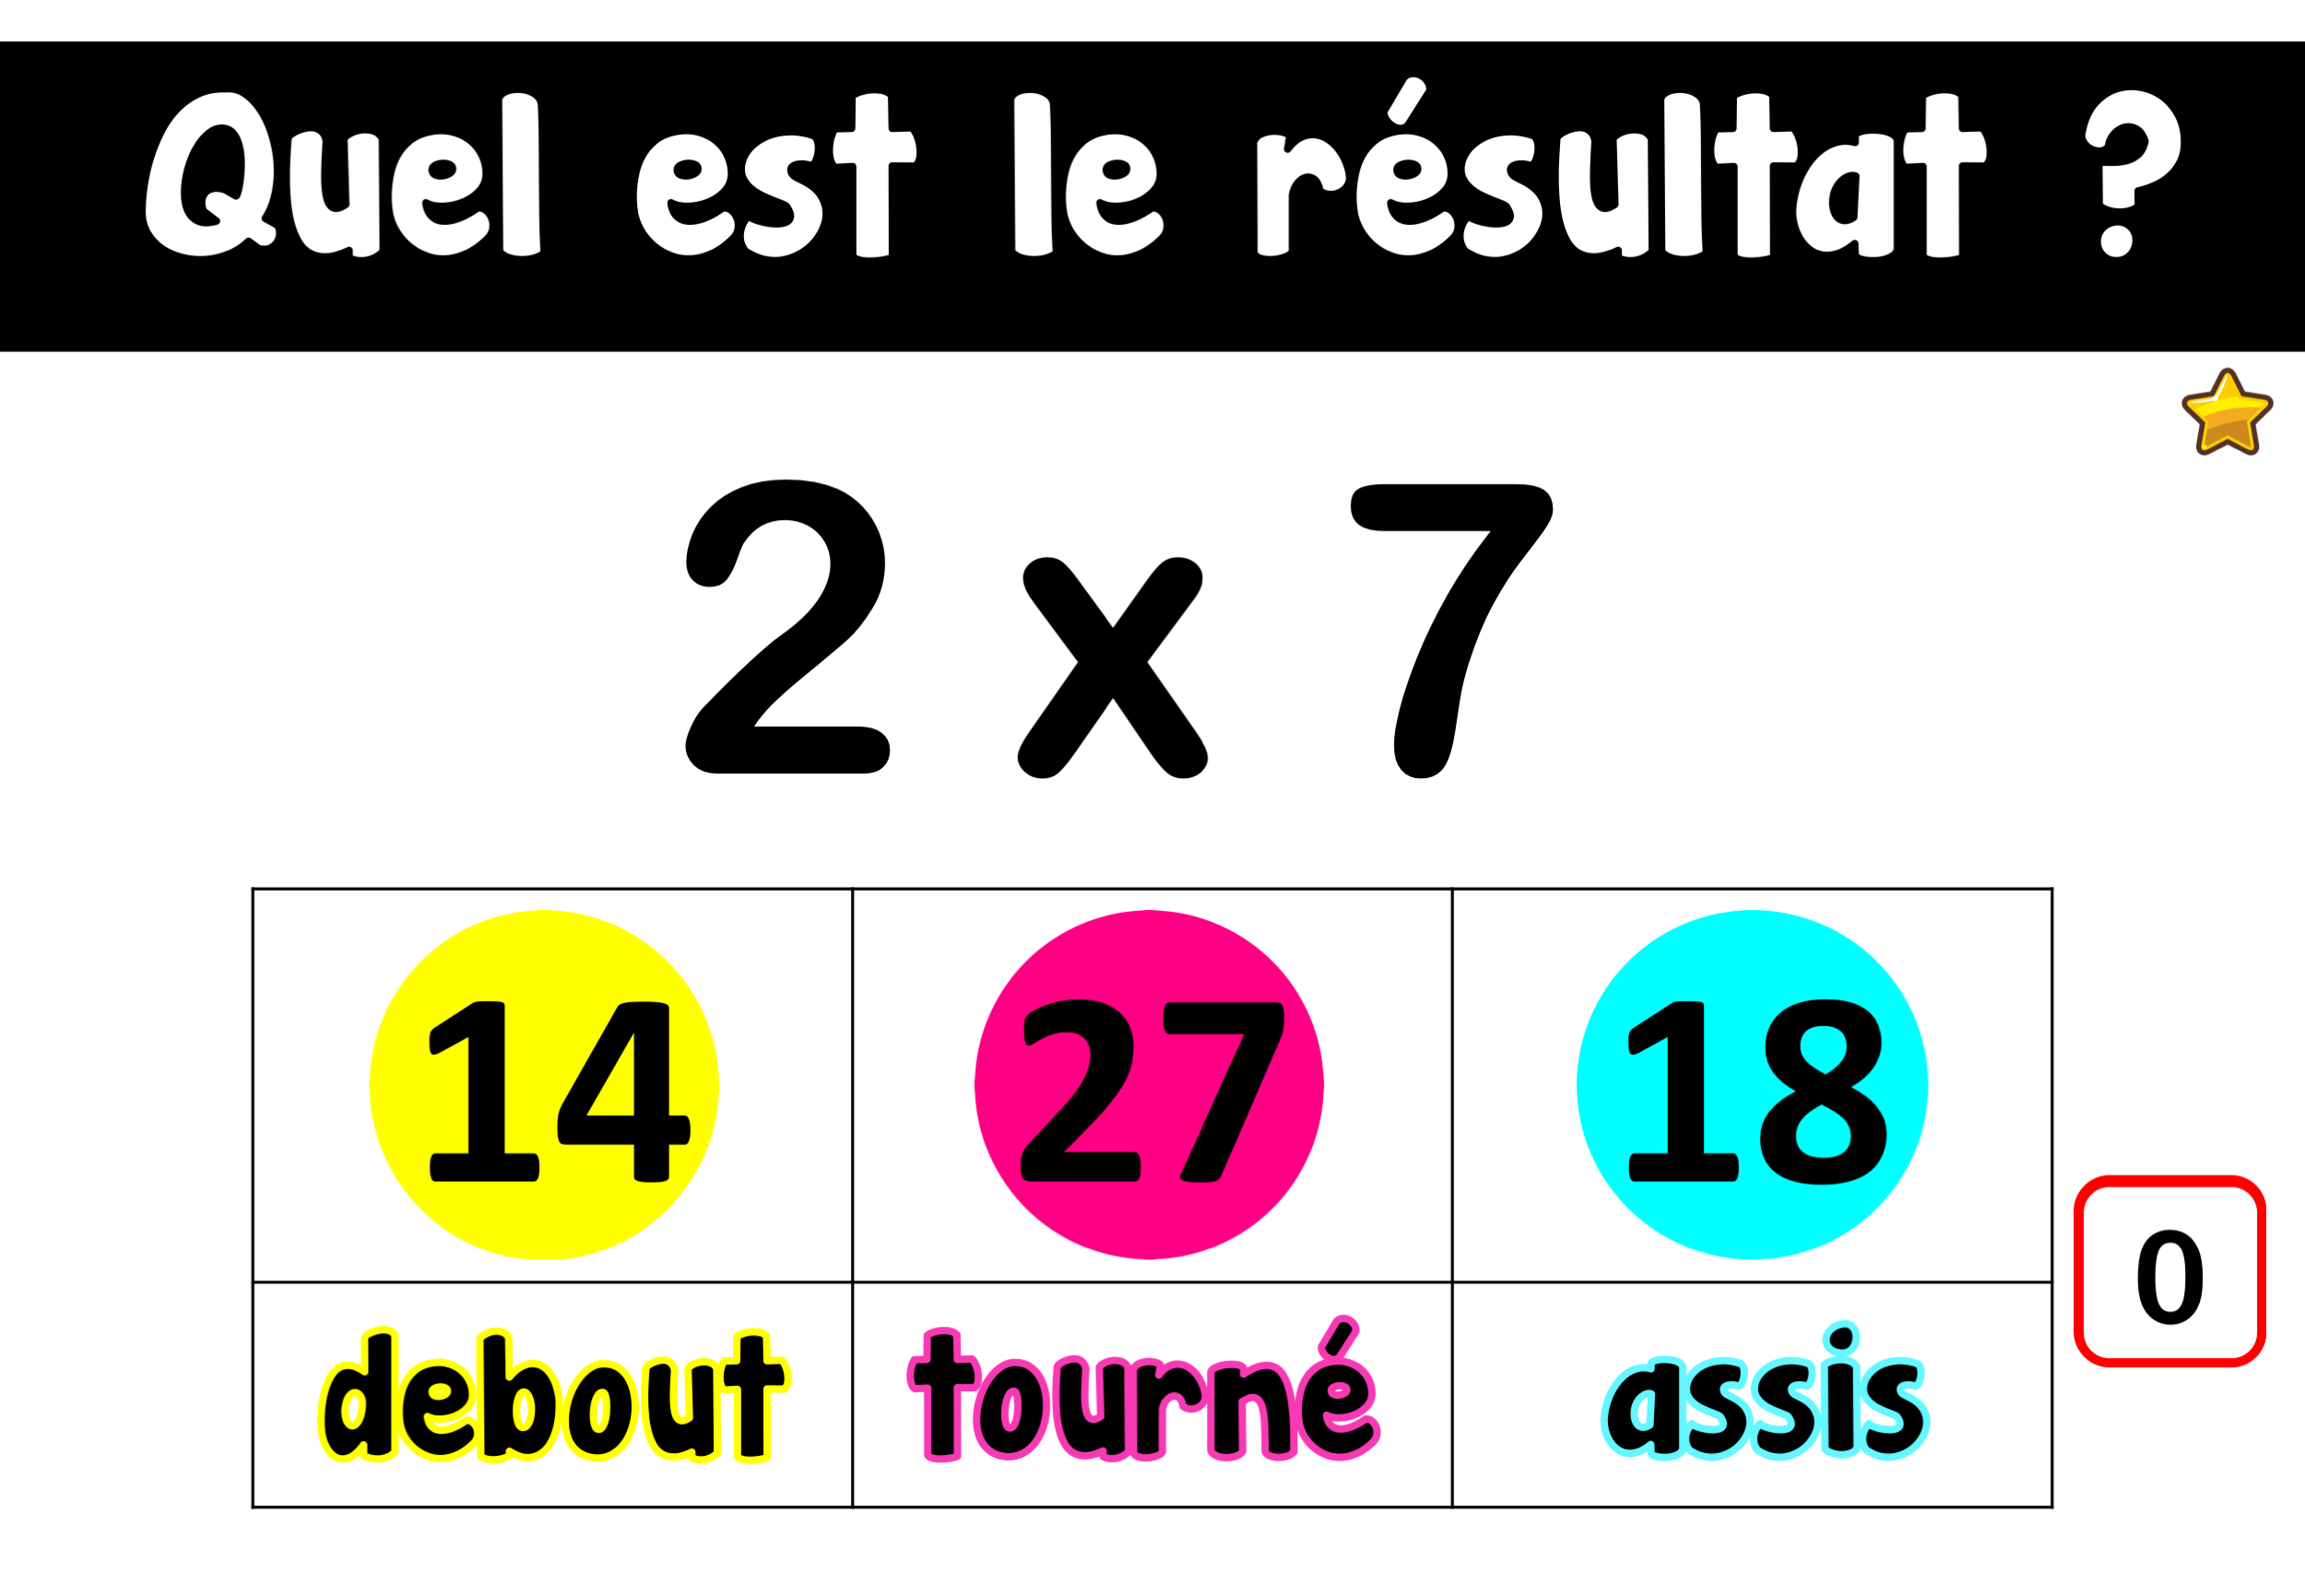 Quel est le résultat ?
2 x 7
14 27 18
0
debout tourné assis